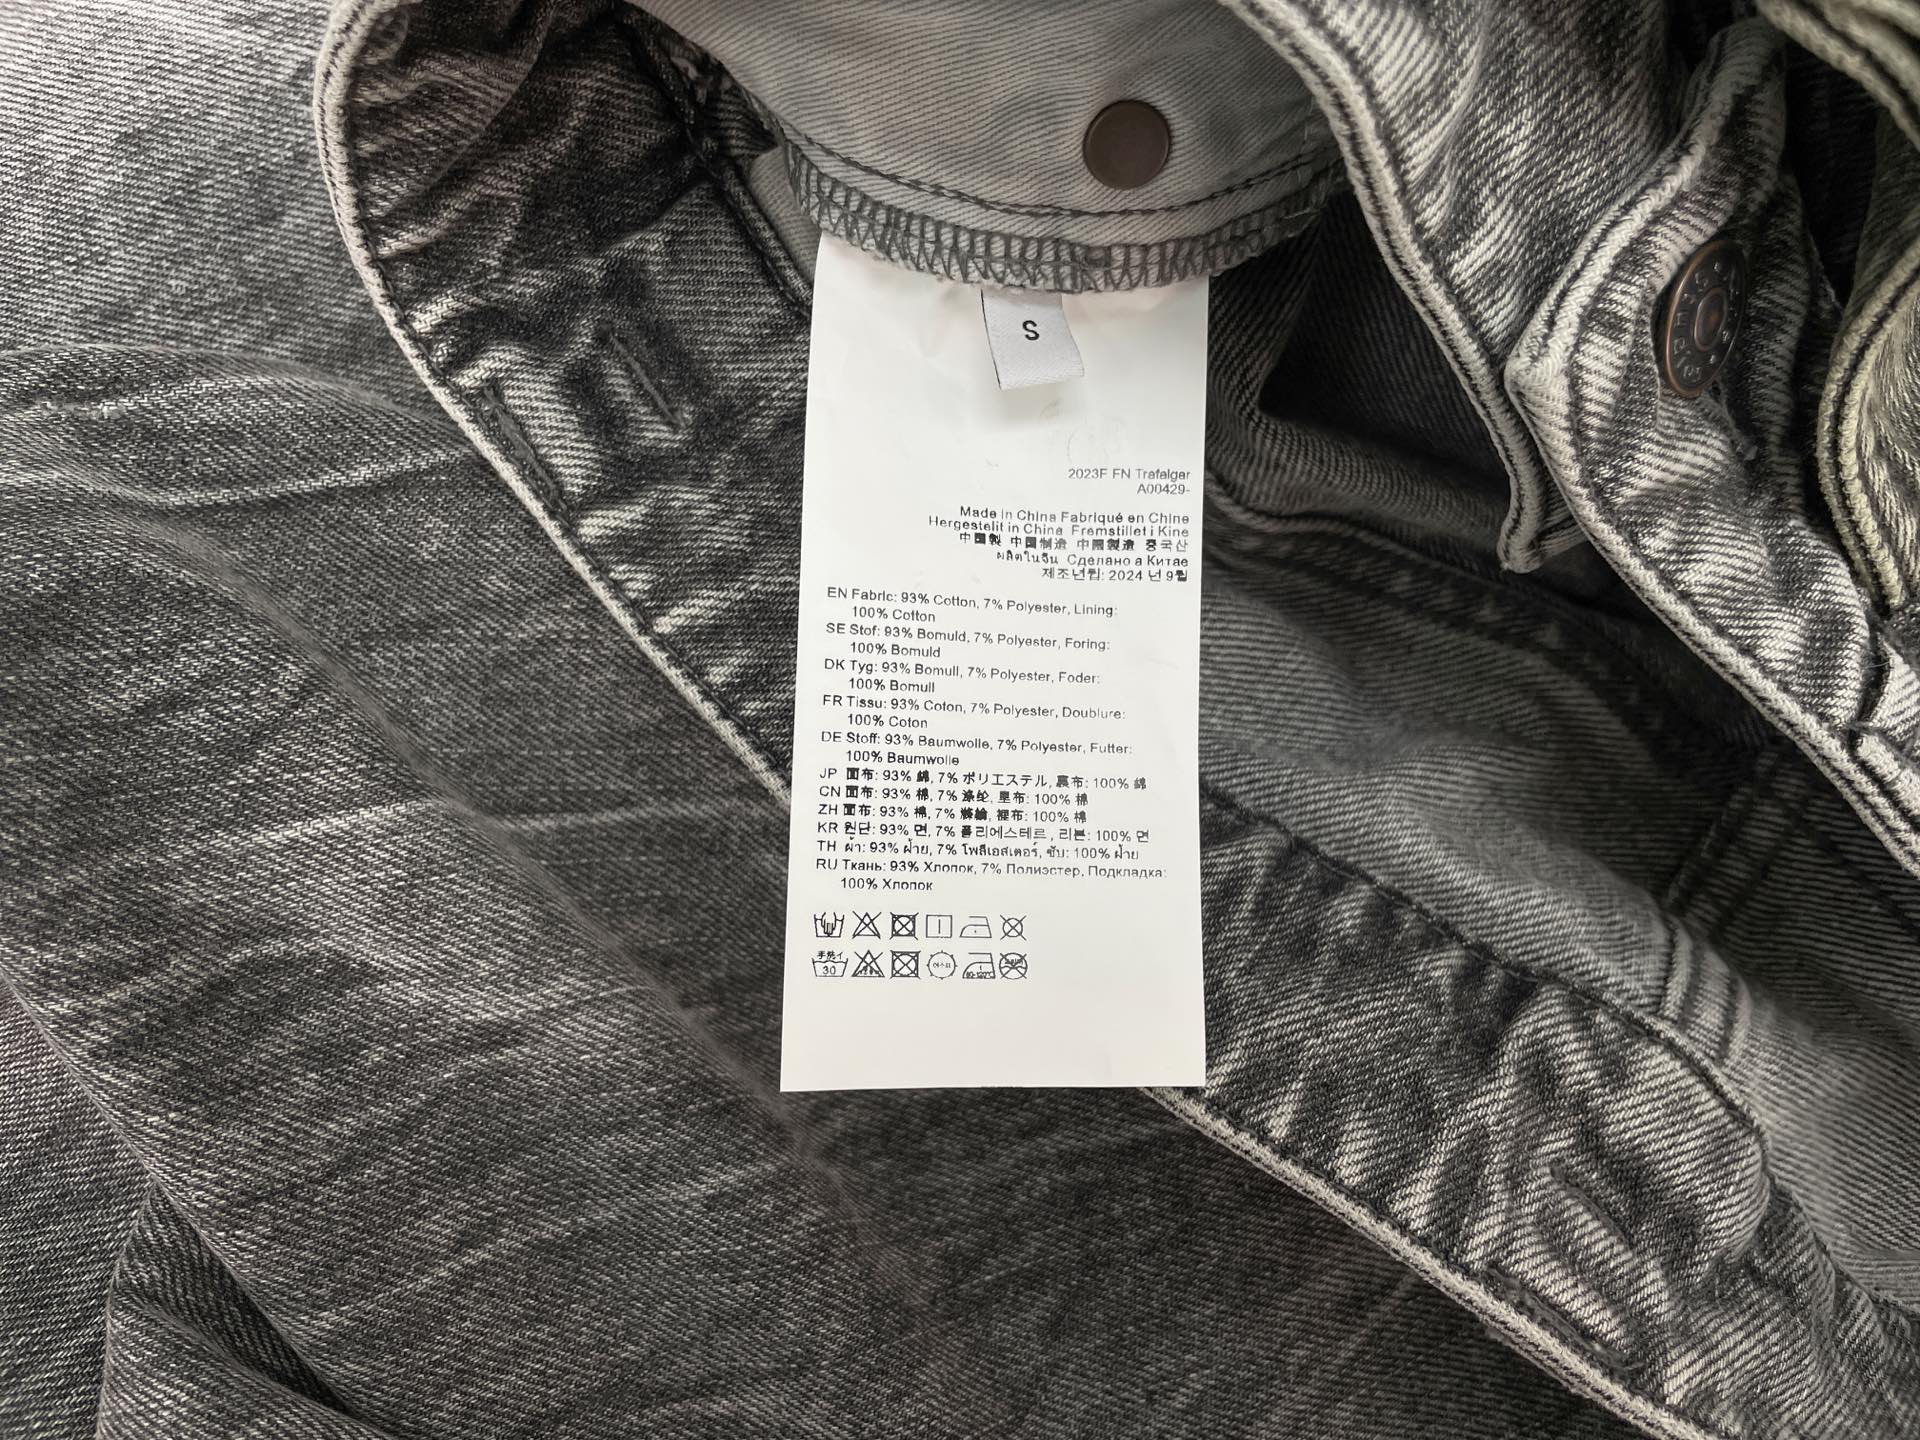 S
2023F FN Trafalgar
A00429-
Made in China Fabriqué en Chine
Hergestelit in China Fremstillet i Kine
中国製 中国制造 中國製造 중국산
ผลิตในจีน Сделано а Китае
제조년 2024 년 9월
EN Fabric: 93% Cotton, 7% Polyester, Lining:
100% Cotton
SE Stof: 93% Bomuld, 7% Polyester, Foring:
100% Bomuld
DK Tyg: 93% Bomull, 7% Polyester, Foder:
100% Bomull
FR Tissu: 93% Coton, 7% Polyester, Doublure:
100% Coton
DE Stoff: 93% Baumwolle, 7% Polyester, Futter:
100% Baumwolle
JP 面布: 93% 綿, 7% ポリエステル, 裏布: 100% 綿
CN 面布: 93% 棉, 7% 涤纶, 里布: 100% 棉
ZH 面布: 93% 棉, 7% 裡布: 100% 棉
KR 원단: 93% 면, 7% 폴리에스테르, 100% 면
TH ผ้า: 93% ฝ้าย, 7% โพลีเอสเตอร์, ซับ: 100% ฝ้าย
RU Ткань: 93% Хлопок, 7% Полиэстер, Подкладка:
100% Хлопок
手洗イ
30